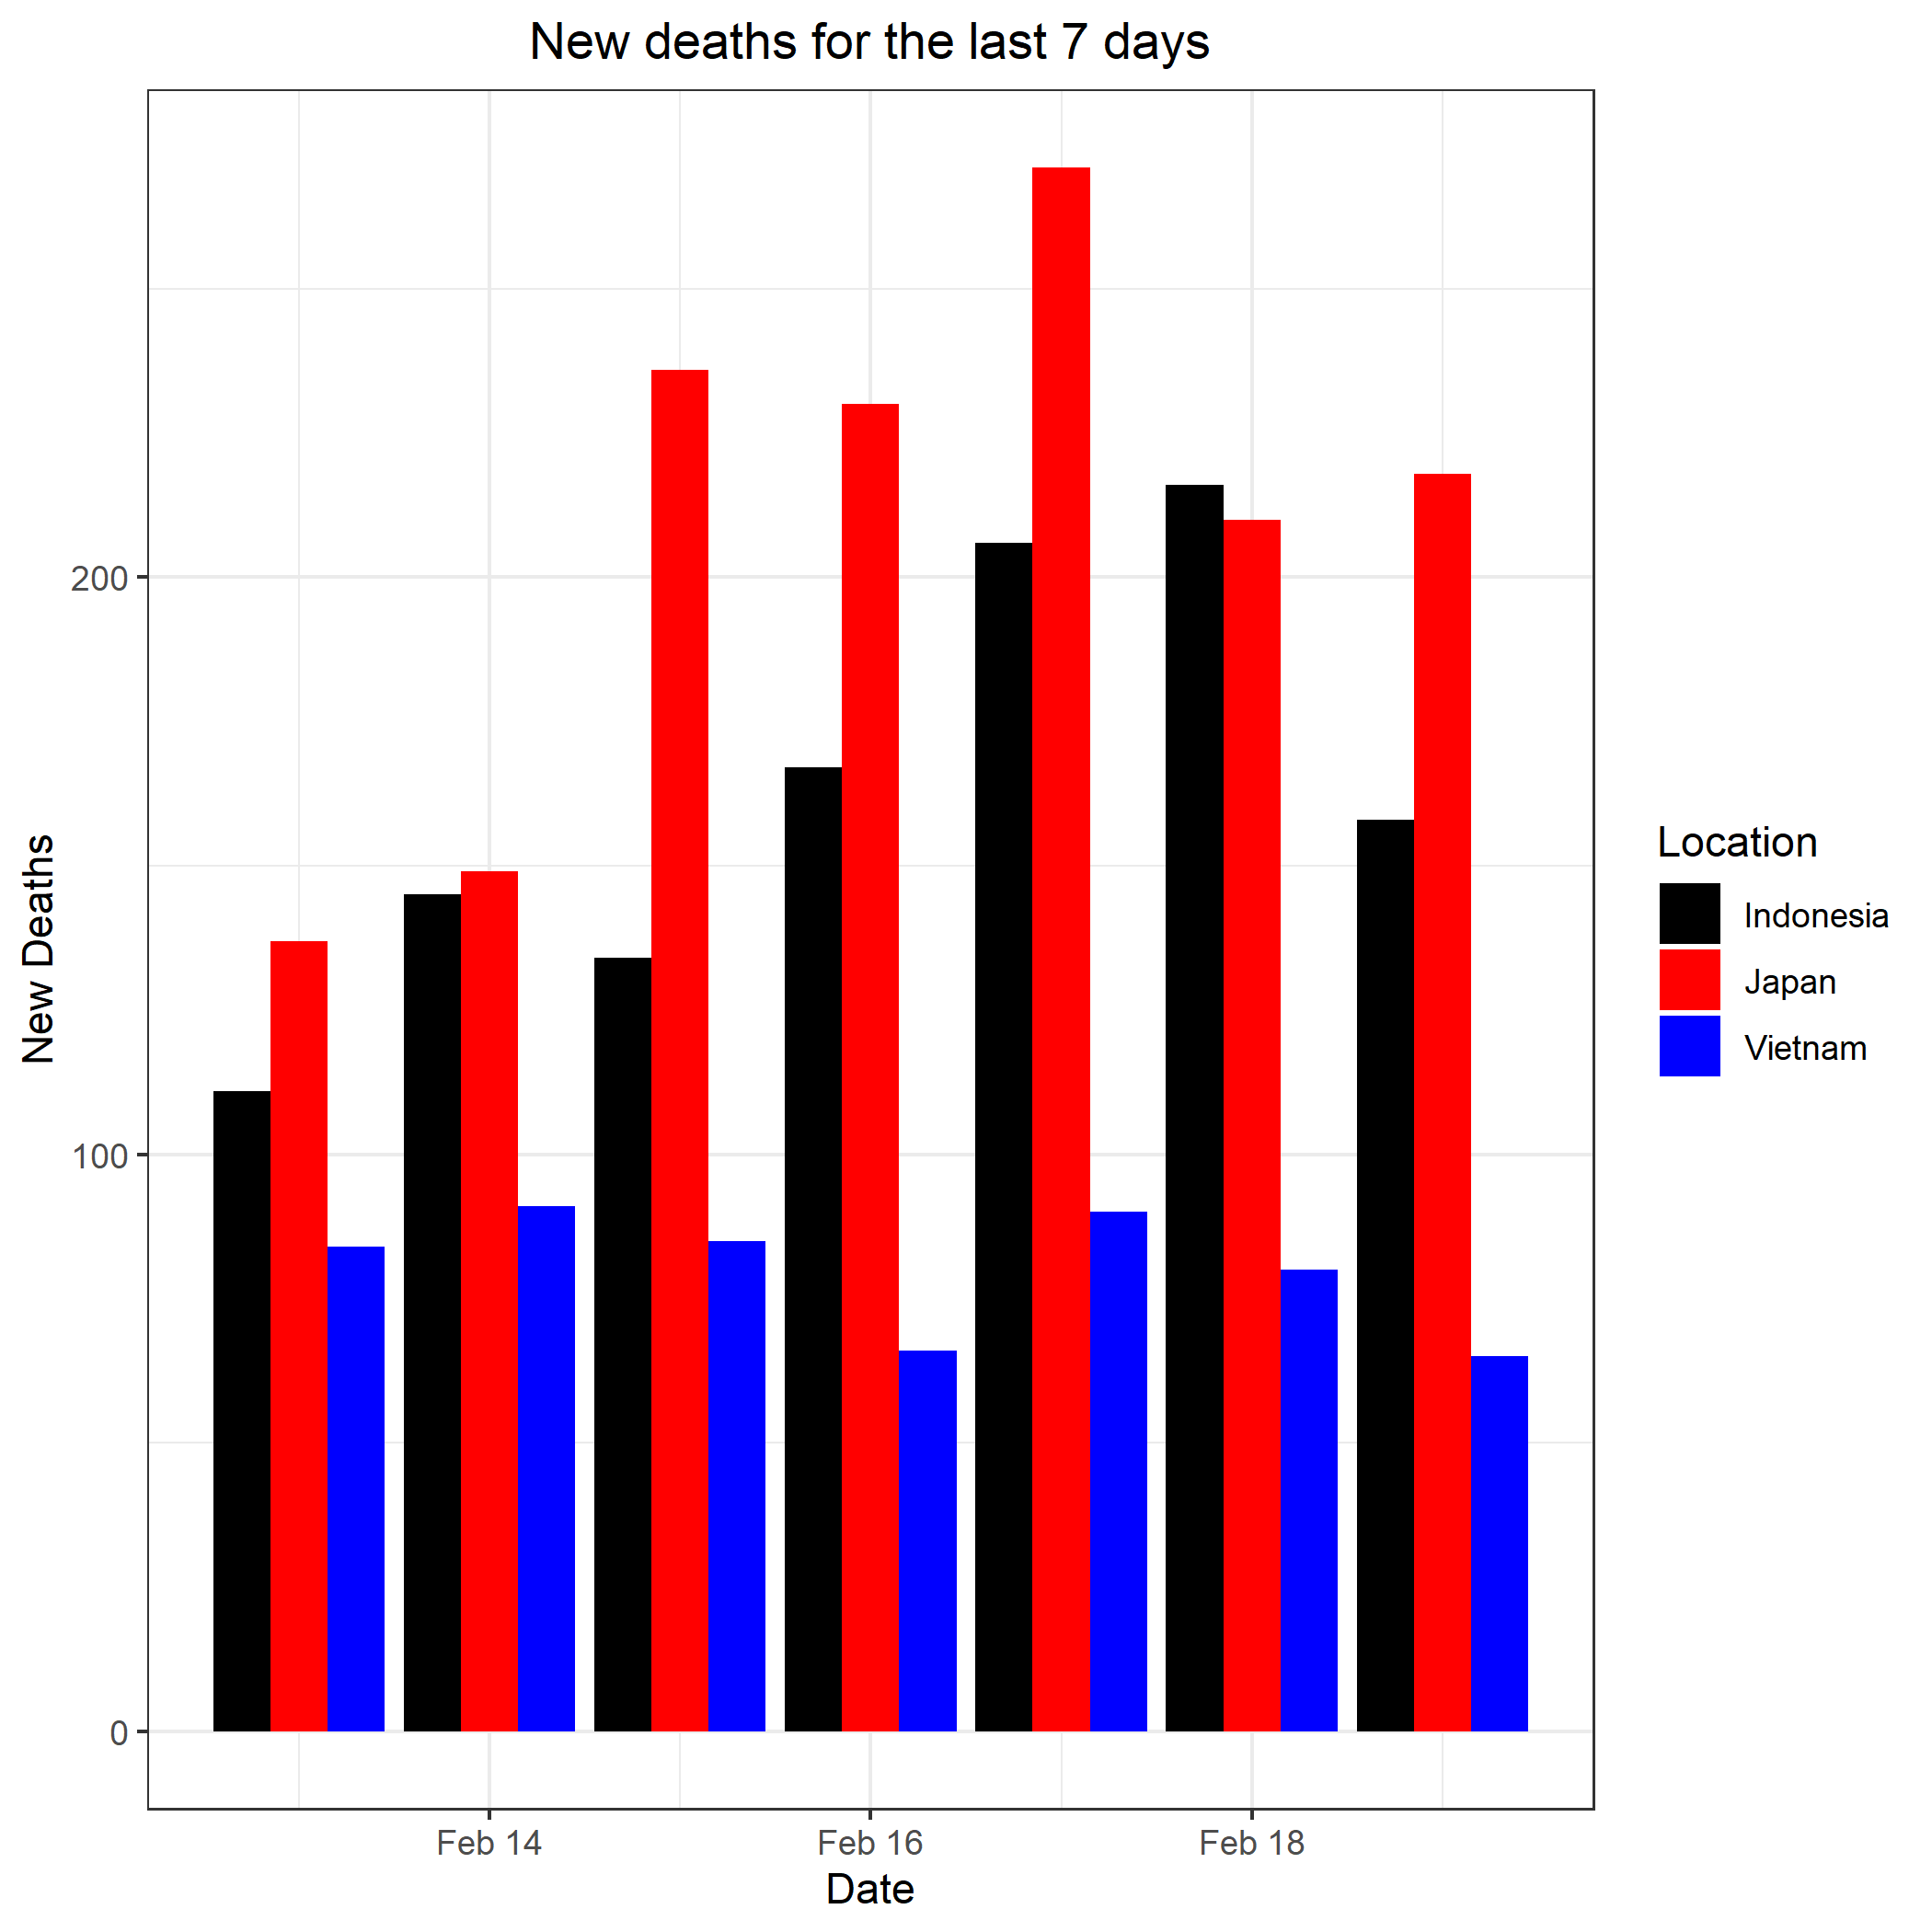 New deaths for the last 7 days
New Deaths
200
100
0
Feb 14
Feb 16
Feb 18
Date
Location
Indonesia
Japan
Vietnam